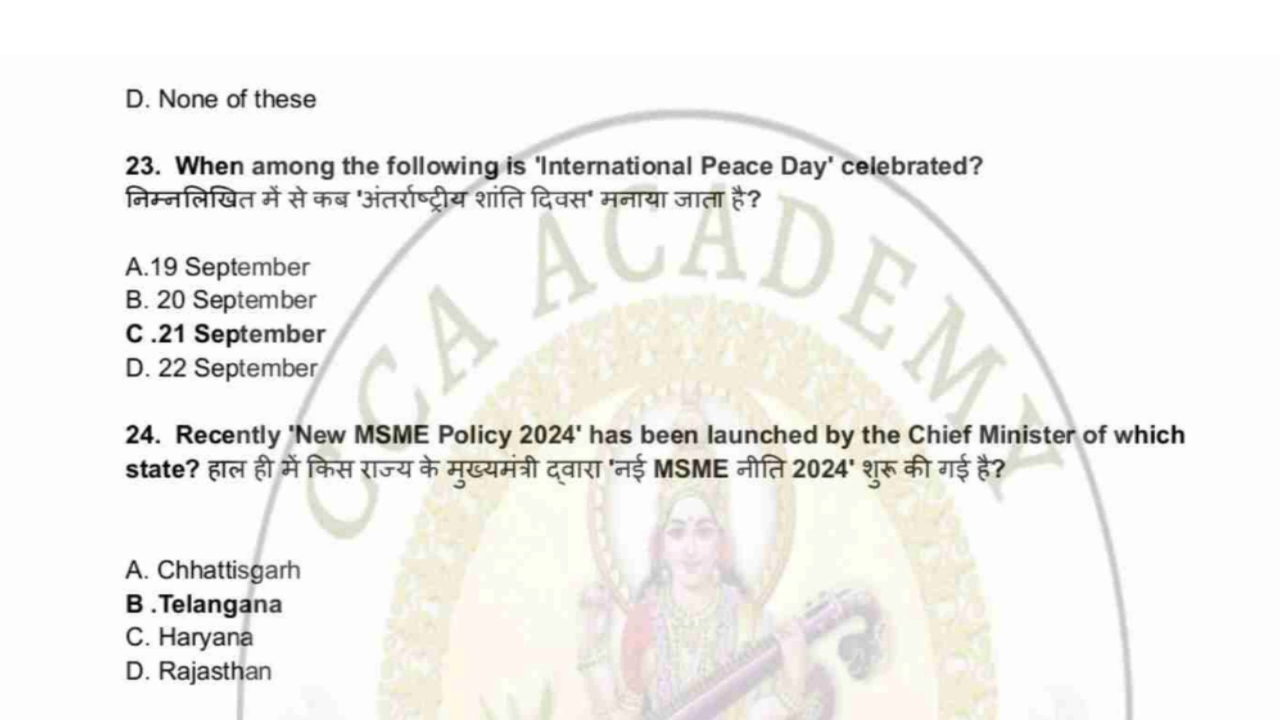 D. None of these
23. When among the following is 'International Peace Day' celebrated?
निम्नलिखित में से कब 'अंतर्राष्ट्रीय शांति दिवस' मनाया जाता है?
A.19 September
B. 20 September
C .21 September
D. 22 September
24. Recently 'New MSME Policy 2024' has been launched by the Chief Minister of which
state? हाल ही में किस राज्य के मुख्यमंत्री द्वारा 'नई MSME नीति 2024' शुरू की गई है?
A. Chhattisgarh
B .Telangana
C. Haryana
D. Rajasthan
CCA ACADEMY